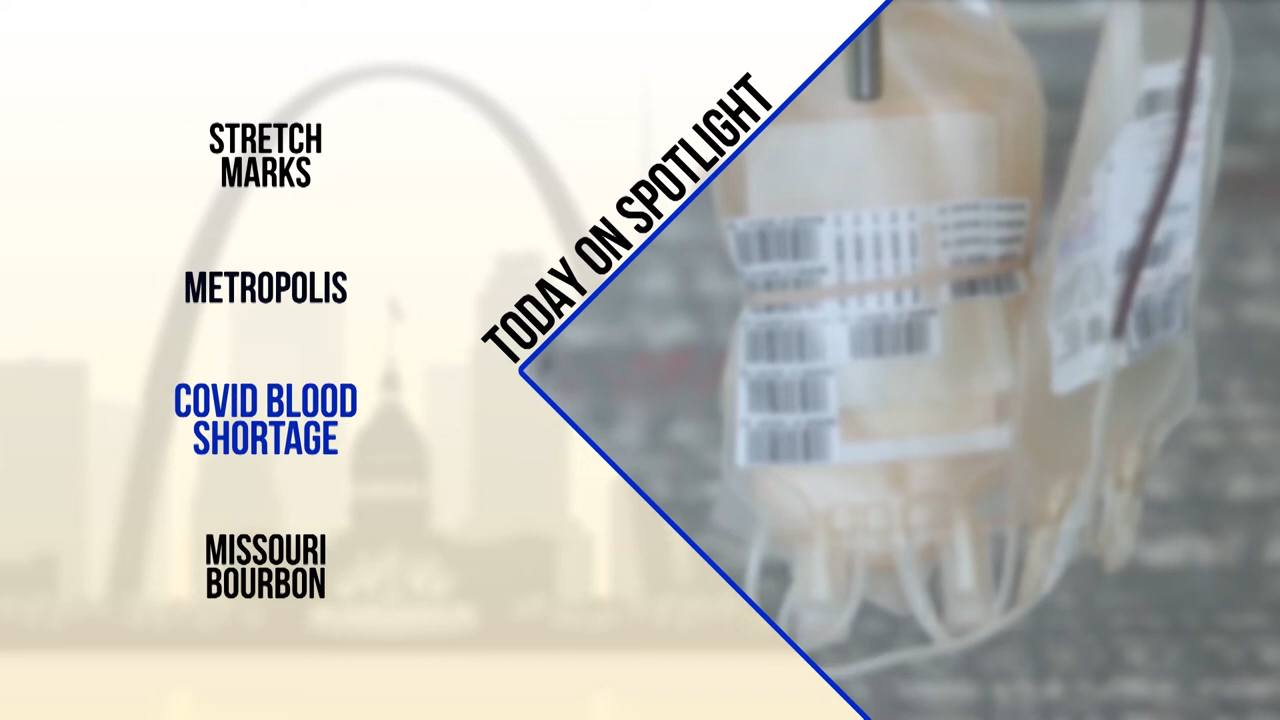 STRETCH
MARKS
METROPOLIS
COVID BLOOD
SHORTAGE
MISSOURI
BOURBON
TODAY ON SPOTLIGHT